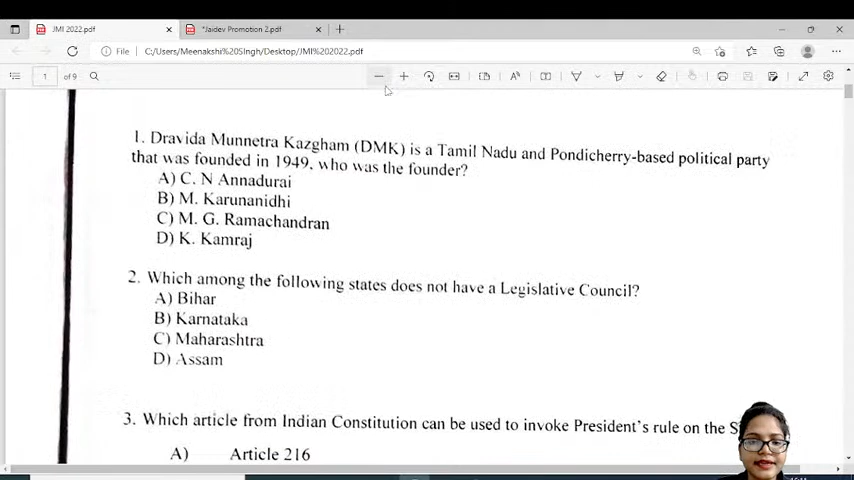 JMI 2022.pdf
*Jaidev Promotion 2.pdf
File
C:/Users/Meenakshi%20SIngh/Desktop/JMI%202022.pdf
1
of 9
1. Dravida Munnetra Kazgham (DMK) is a Tamil Nadu and Pondicherry-based political party
that was founded in 1949, who was the founder?
A) C. N Annadurai
B) M. Karunanidhi
C) M. G. Ramachandran
D) K. Kamraj
2. Which among the following states does not have a Legislative Council?
A) Bihar
B) Karnataka
C) Maharashtra
D) Assam
3. Which article from Indian Constitution can be used to invoke President's rule on the
A) Article 216